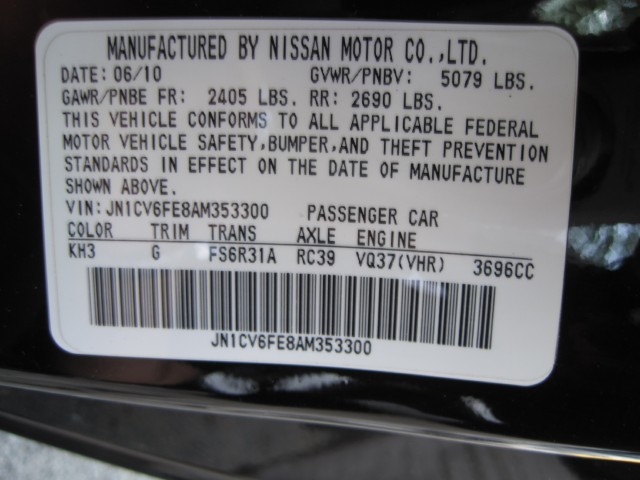 MANUFACTURED BY NISSAN MOTOR CO.,LTD.
DATE: 06/10 GVWR/PNBV: 5079 LBS.
GAWR/PNBE FR: 2405 LBS. RR: 2690 LBS.
THIS VEHICLE CONFORMS TO ALL APPLICABLE FEDERAL
MOTOR VEHICLE SAFETY,BUMPER,AND THEFT PREVENTION
STANDARDS IN EFFECT ON THE DATE OF MANUFACTURE
SHOWN ABOVE.
VIN:JN1CV6FE8AM353300 PASSENGER CAR
COLOR TRIM TRANS AXLE ENGINE
KH3 G FS6R31A RC39 VQ37(VHR) 3696CC
JN1CV6FE8AM353300